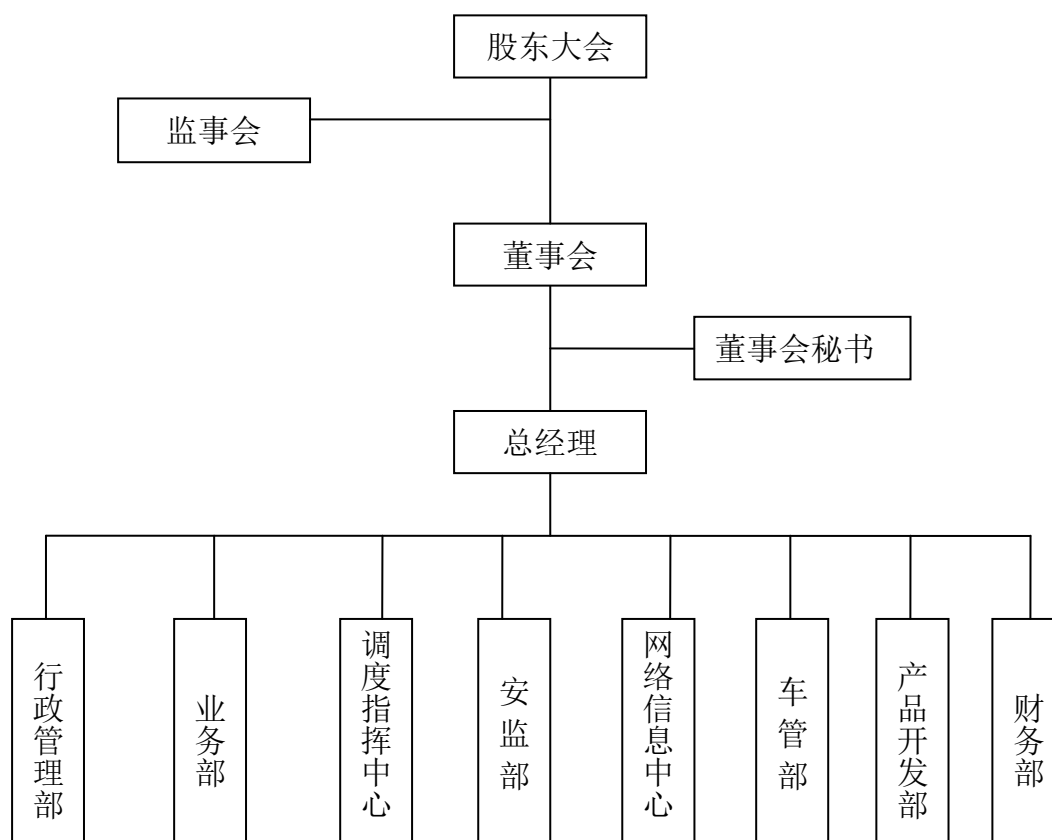 股东大会
监事会
董事会
董事会秘书
总经理
行政管理部
业务部
调度指挥中心
安监部
网络信息中心
车管部
产品开发部
财务部